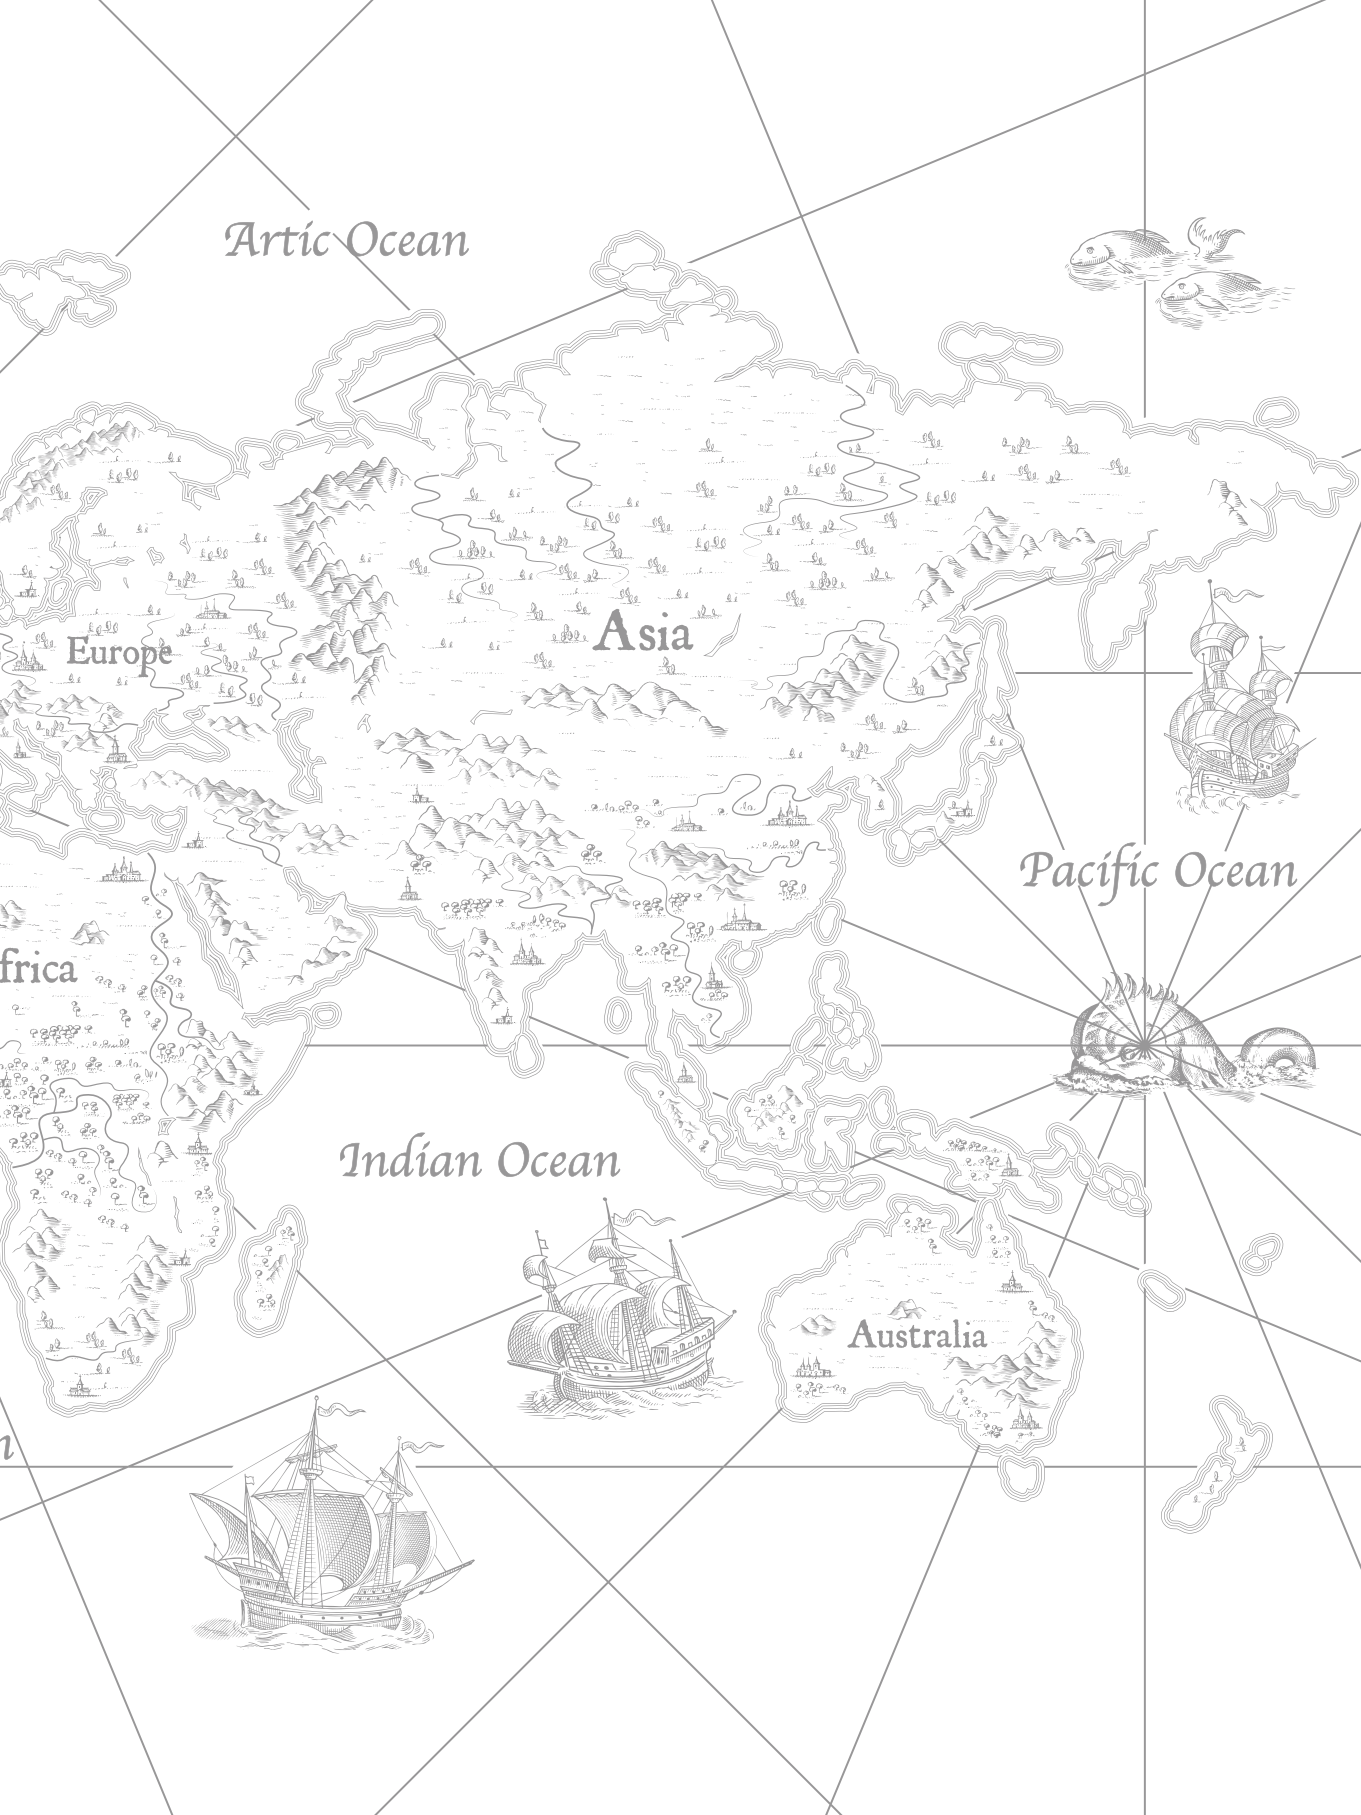 Artic Ocean
Europe
Asia
Pacific Ocean
frica
Indian Ocean
Australia
n